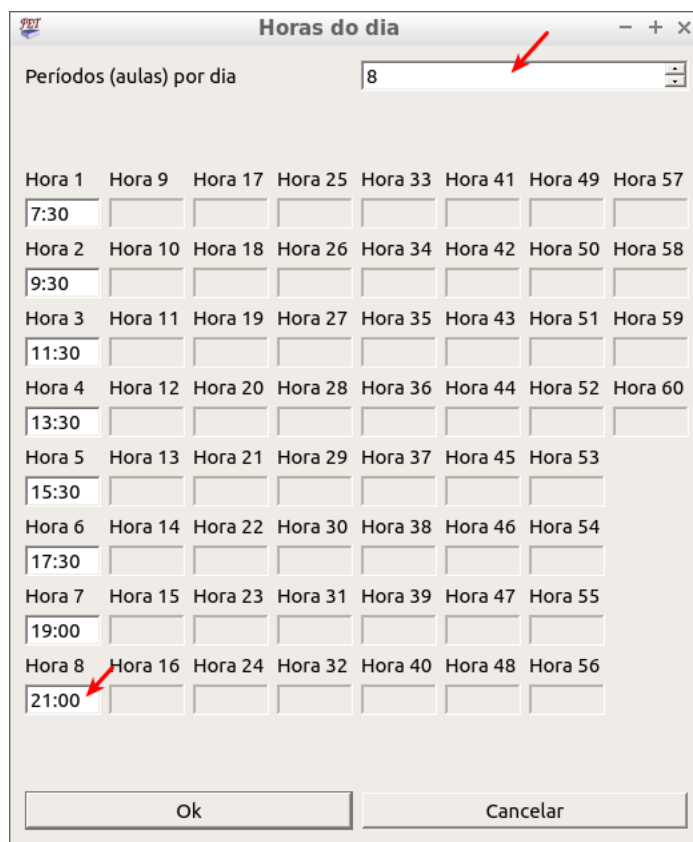 PET
Horas do dia
Períodos (aulas) por dia 8
Hora 1 Hora 9 Hora 17 Hora 25 Hora 33 Hora 41 Hora 49 Hora 57
7:30
Hora 2 Hora 10 Hora 18 Hora 26 Hora 34 Hora 42 Hora 50 Hora 58
9:30
Hora 3 Hora 11 Hora 19 Hora 27 Hora 35 Hora 43 Hora 51 Hora 59
11:30
Hora 4 Hora 12 Hora 20 Hora 28 Hora 36 Hora 44 Hora 52 Hora 60
13:30
Hora 5 Hora 13 Hora 21 Hora 29 Hora 37 Hora 45 Hora 53
15:30
Hora 6 Hora 14 Hora 22 Hora 30 Hora 38 Hora 46 Hora 54
17:30
Hora 7 Hora 15 Hora 23 Hora 31 Hora 39 Hora 47 Hora 55
19:00
Hora 8 Hora 16 Hora 24 Hora 32 Hora 40 Hora 48 Hora 56
21:00
Ok Cancelar